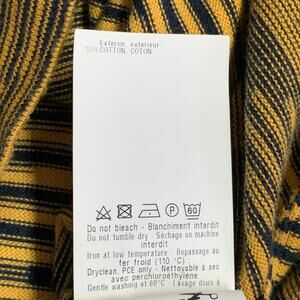 Exterior, exterieur:
100% COTTON, COTON
P 60
Do not bleach - Blanchiment interdit
Do not tumble dry - Séchage en machine
interdit
Iron at low temperature - Repassage au
fer froid (110 °C) :
Dryclean, PCE only - Nettoyable à sec
avec perchloroéthylène
Gentle washing at 60°C - Lavage doux à